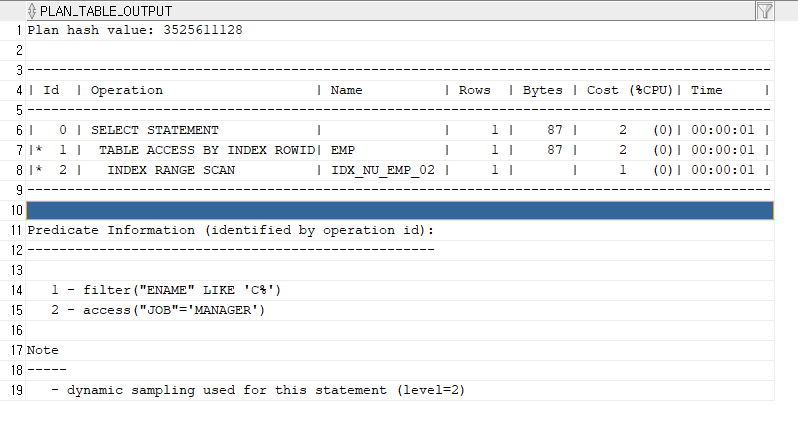 PLAN_TABLE_OUTPUT
1 Plan hash value: 3525611128
2
3 ---------------------------------------------------------------------------------------------
4 | Id  | Operation                   | Name          | Rows  | Bytes | Cost (%CPU)| Time     |
5 ---------------------------------------------------------------------------------------------
6 |   0 | SELECT STATEMENT            |               |     1 |    87 |     2   (0)| 00:00:01 |
7 |*  1 |  TABLE ACCESS BY INDEX ROWID| EMP           |     1 |    87 |     2   (0)| 00:00:01 |
8 |*  2 |   INDEX RANGE SCAN          | IDX_NU_EMP_02 |     1 |       |     1   (0)| 00:00:01 |
9 ---------------------------------------------------------------------------------------------
10
11 Predicate Information (identified by operation id):
12 ---------------------------------------------------
13
14    1 - filter("ENAME" LIKE 'C%')
15    2 - access("JOB"='MANAGER')
16
17 Note
18 -----
19    - dynamic sampling used for this statement (level=2)